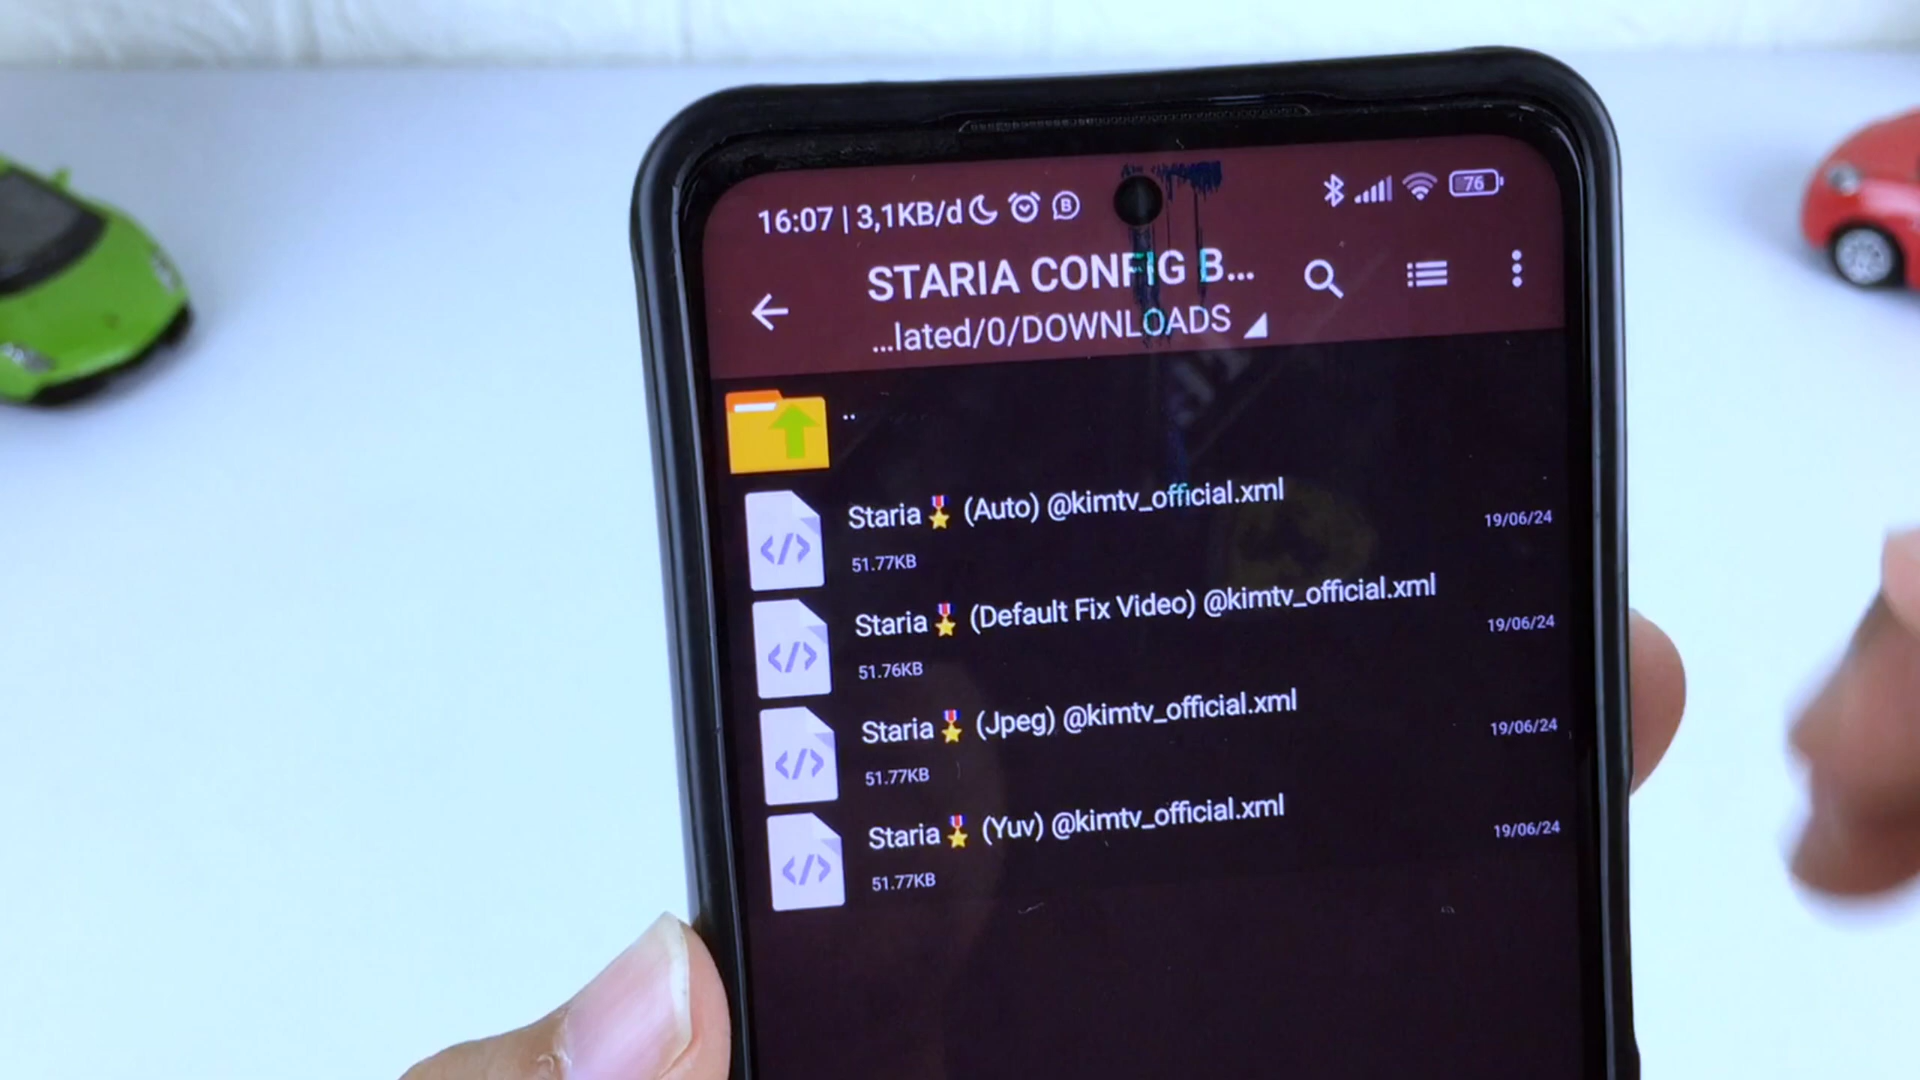 16:07 | 3,1KB/d
76
STARIA CONFIG B...
...lated/0/DOWNLOADS
..
Staria🎖️ (Auto) @kimtv_official.xml
19/06/24
51.77KB
Staria🎖️ (Default Fix Video) @kimtv_official.xml
19/06/24
51.76KB
Staria🎖️ (Jpeg) @kimtv_official.xml
19/06/24
51.77KB
Staria🎖️ (Yuv) @kimtv_official.xml
19/06/24
51.77KB